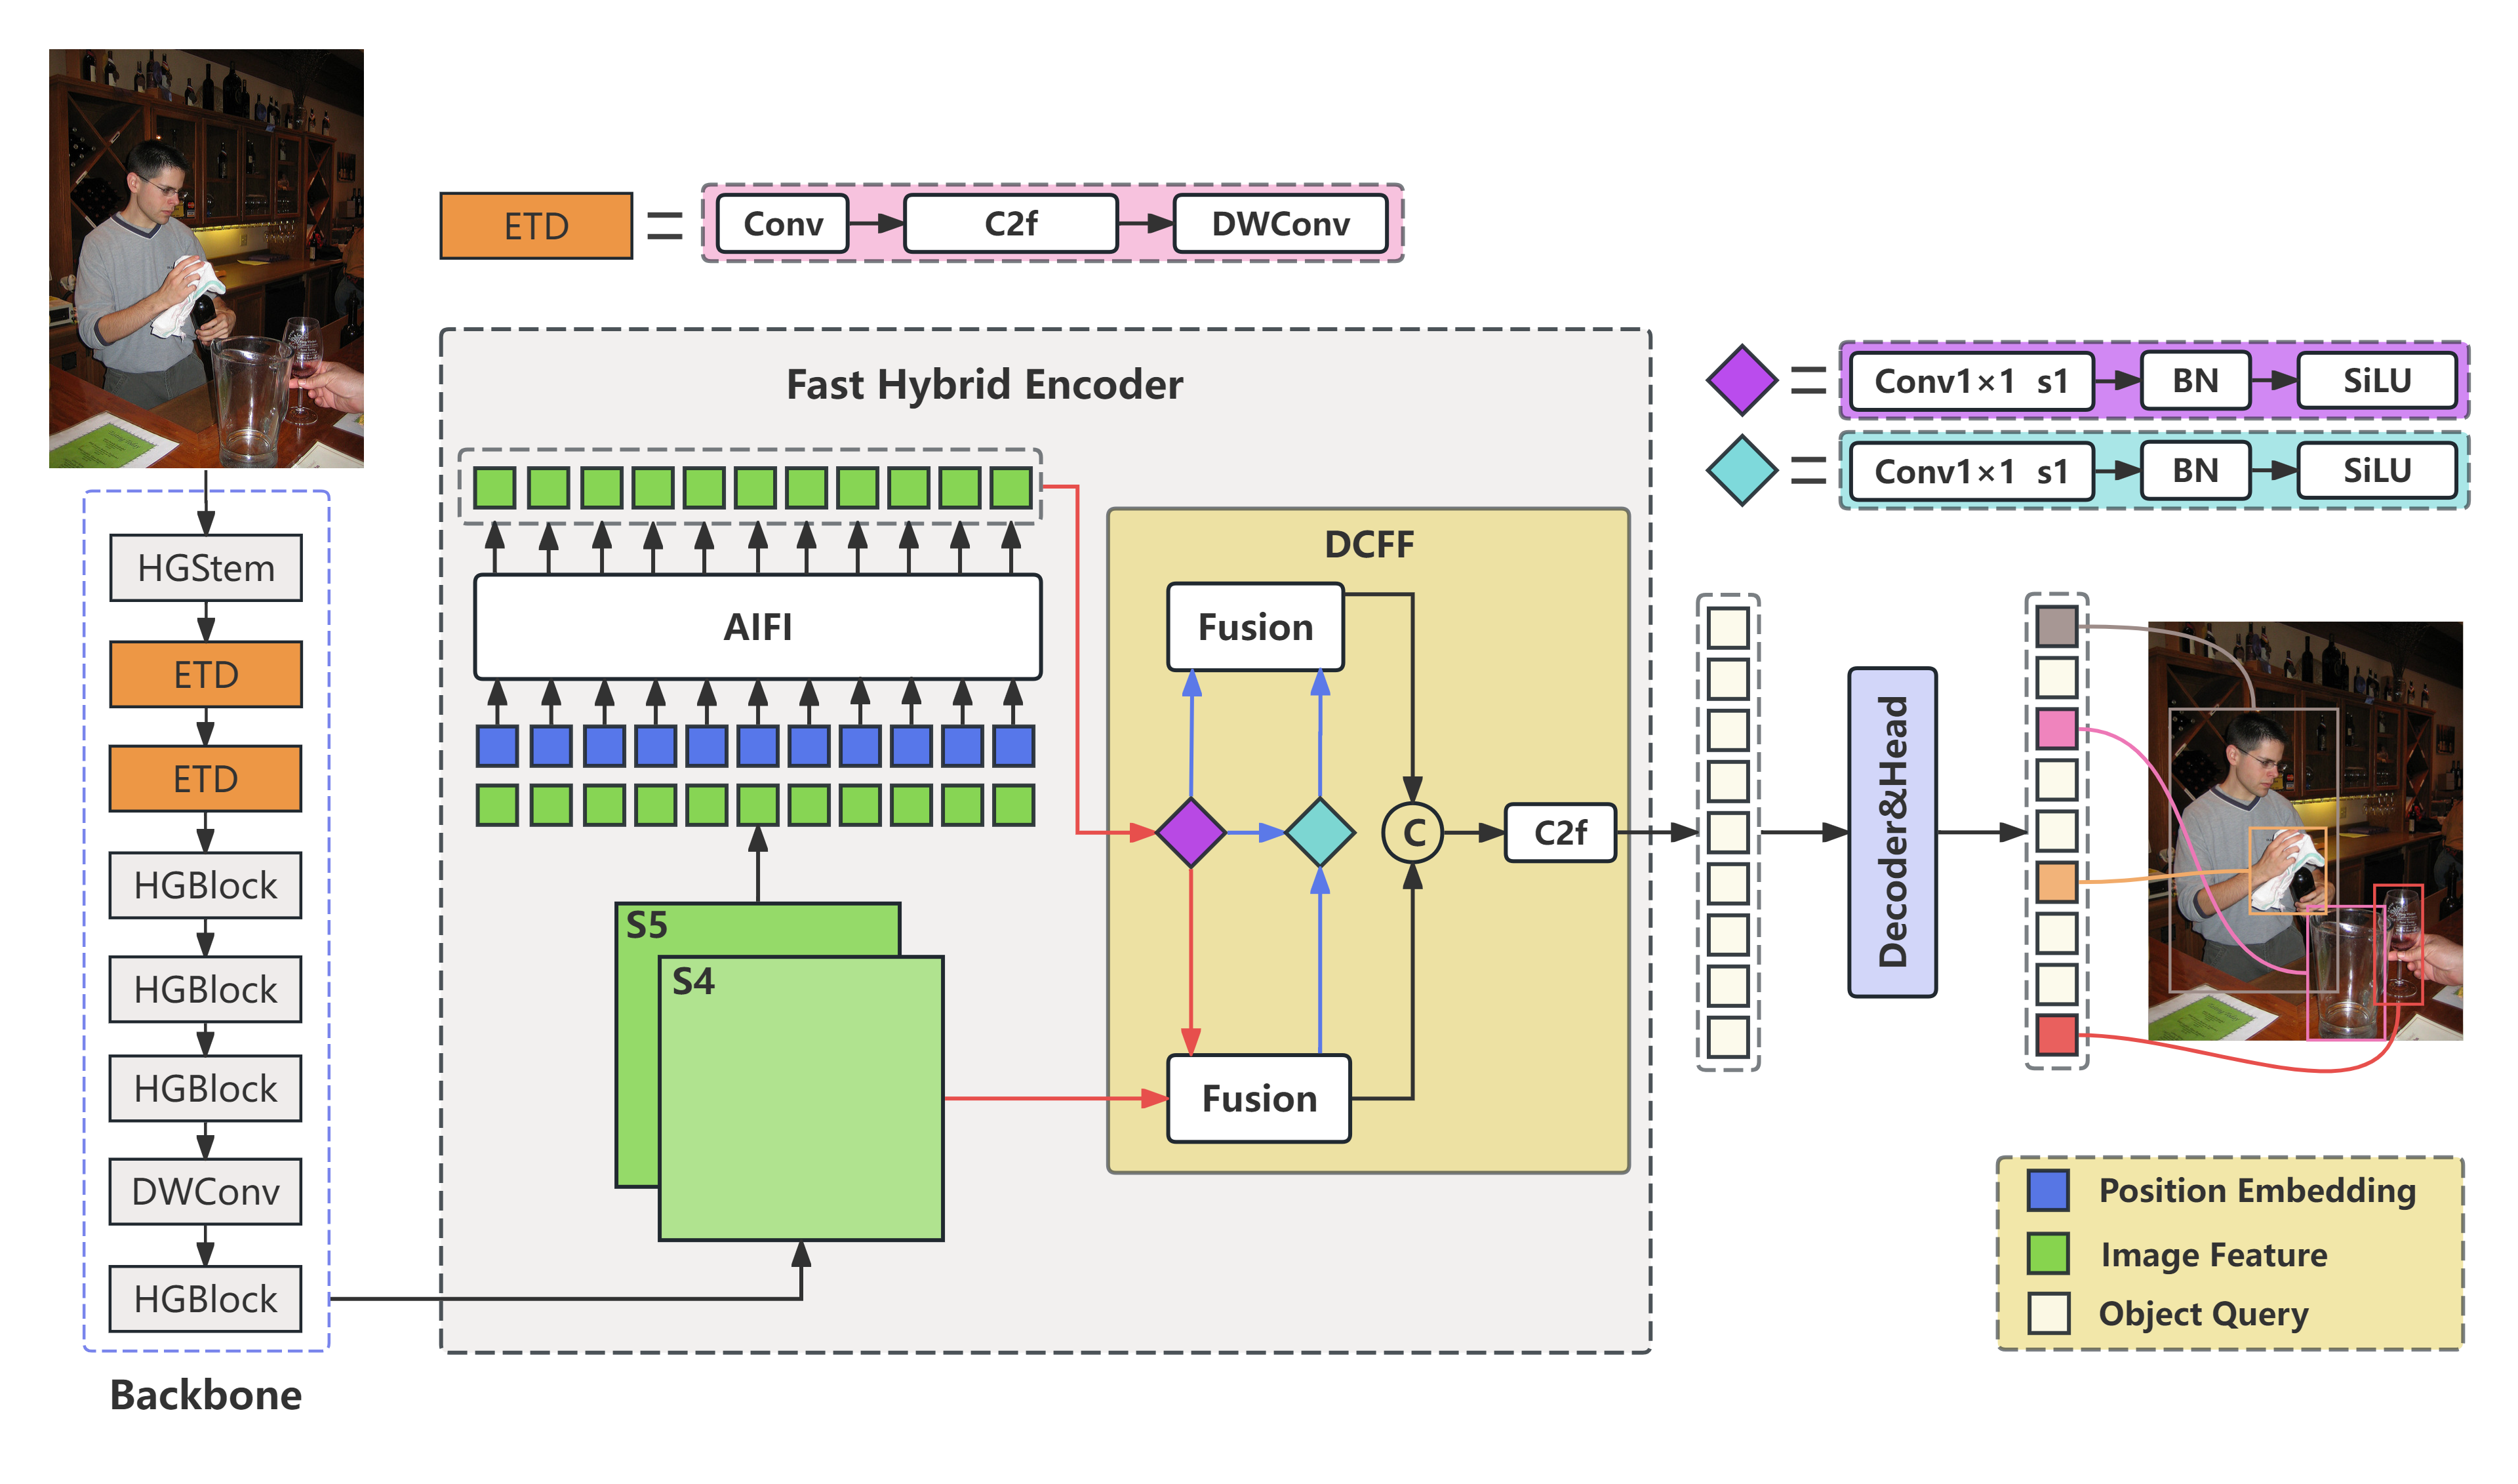 ETD
Conv
C2f
DWConv
Fast Hybrid Encoder
Conv1×1 s1
BN
SiLU
Conv1×1 s1
BN
SiLU
HGStem
ETD
ETD
HGBlock
HGBlock
HGBlock
DWConv
HGBlock
Backbone
AIFI
S5
S4
DCFF
Fusion
C
C2f
Fusion
Decoder&Head
Position Embedding
Image Feature
Object Query